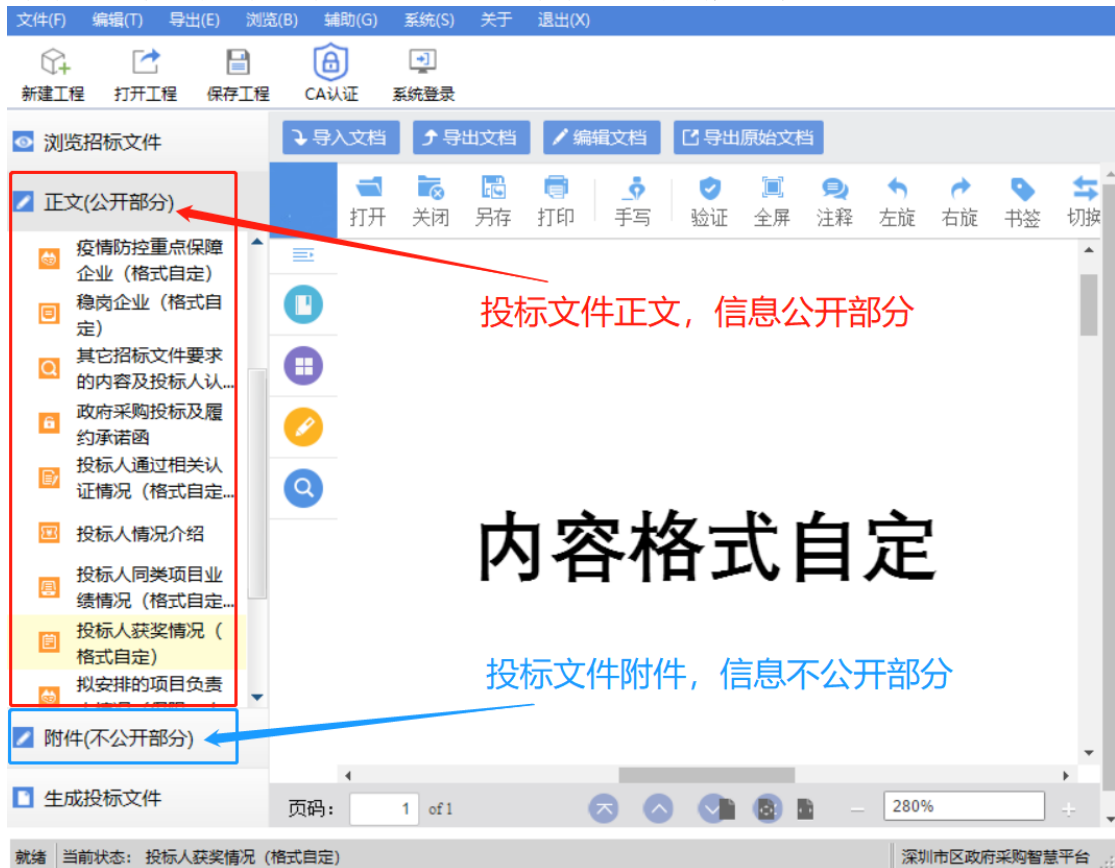 文件(F) 编辑(T) 导出(E) 浏览(B) 辅助(G) 系统(S) 关于 退出(X)
新建工程 打开工程 保存工程 CA认证 系统登录
浏览招标文件
导入文档 导出文档 编辑文档 导出原始文档
正文(公开部分)
打开 关闭 另存 打印 手写 验证 全屏 注释 左旋 右旋 书签 切换
疫情防控重点保障
企业（格式自定）
稳岗企业（格式自
定）
其它招标文件要求
的内容及投标人认...
政府采购投标及履
约承诺函
投标人通过相关认
证情况（格式自定...
投标人情况介绍
投标人同类项目业
绩情况（格式自定...
投标人获奖情况（
格式自定）
拟安排的项目负责
投标文件正文，信息公开部分
内容格式自定
投标文件附件，信息不公开部分
附件(不公开部分)
生成投标文件
页码： 1 of 1 280%
就绪 当前状态： 投标人获奖情况（格式自定） 深圳市区政府采购智慧平台